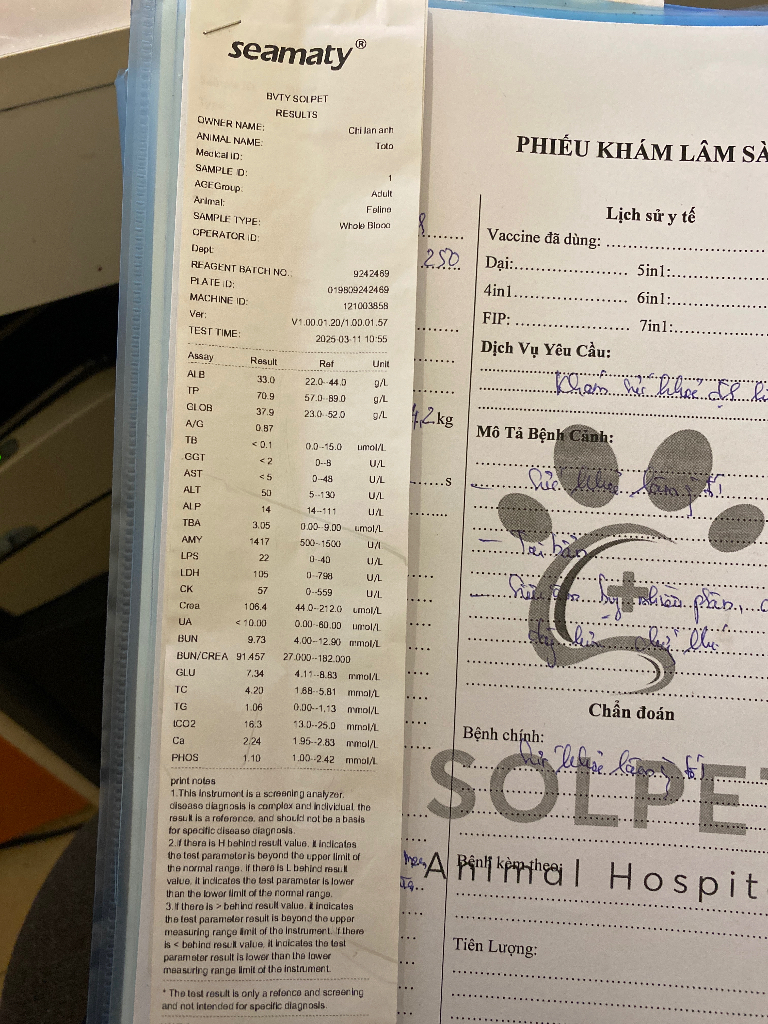 seamaty®
BVTY SOLPET
RESULTS
OWNER NAME: Chi lan anh
ANIMAL NAME: Toto
Medical ID:
SAMPLE ID: 1
AGEGroup: Adult
Animal: Feline
SAMPLE TYPE: Whole Blood
OPERATOR ID:
Dept:
REAGENT BATCH NO.: 9242469
PLATE ID: 019809242469
MACHINE ID: 121003858
Ver: V1.00.01.20/1.00.01.57
TEST TIME: 2025-03-11 10:55
Assay Result Ref Unit
ALB 33.0 22.0--44.0 g/L
TP 70.9 57.0--89.0 g/L
GLOB 37.9 23.0--52.0 g/L
A/G 0.87
TB < 0.1 0.0--15.0 umol/L
GGT < 2 0--8 U/L
AST < 5 0--48 U/L
ALT 50 5--130 U/L
ALP 14 14--111 U/L
TBA 3.05 0.00--9.00 umol/L
AMY 1417 500--1500 U/l
LPS 22 0--40 U/L
LDH 105 0--798 U/L
CK 57 0--559 U/L
Crea 106.4 44.0--212.0 umol/L
UA < 10.00 0.00--60.00 umol/L
BUN 9.73 4.00--12.90 mmol/L
BUN/CREA 91.457 27.000--182.000
GLU 7.34 4.11--8.83 mmol/L
TC 4.20 1.68--5.81 mmol/L
TG 1.06 0.00--1.13 mmol/L
tCO2 16.3 13.0--25.0 mmol/L
Ca 2.24 1.95--2.83 mmol/L
PHOS 1.10 1.00--2.42 mmol/L
print notes
1.This instrument is a screening analyzer,
disease diagnosis is complex and individual, the
result is a reference, and should not be a basis
for specific disease diagnosis.
2.If there is H behind result value, it indicates
the test parameter is beyond the upper limit of
the normal range. If there is L behind result
value, it indicates the test parameter is lower
than the lower limit of the normal range.
3.If there is > behind result value, it indicates
the test parameter result is beyond the upper
measuring range limit of the instrument. If there
is < behind result value, it indicates the test
parameter result is lower than the lower
measuring range limit of the instrument.
* The test result is only a refence and screening
and not intended for specific diagnosis.
250
4,2 kg
s
PHIẾU KHÁM LÂM SÀ
Lịch sử y tế
Vaccine đã dùng:
Dại: 5in1:
4in1 6in1:
FIP: 7in1:
Dịch Vụ Yêu Cầu:
Khám sức khoẻ
Mô Tả Bệnh Cảnh:
- Sức khoẻ
Chẩn đoán
Bệnh chính:
Sức khoẻ
SOLPE
Bệnh kèm theo:
Animal Hospit
Tiên Lượng: